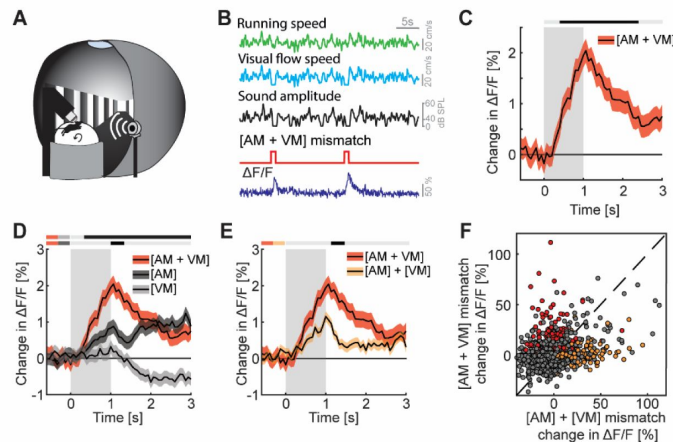 A
B
5s
Running speed
20 cm/s
Visual flow speed
20 cm/s
Sound amplitude
60
40
0
dB SPL
[AM + VM] mismatch
ΔF/F
50 %
C
[AM + VM]
2
1
0
Change in ΔF/F [%]
0 1 2 3
Time [s]
D
[AM + VM]
[AM]
[VM]
3
2
1
0
-1
Change in ΔF/F [%]
0 1 2 3
Time [s]
E
[AM + VM]
[AM] + [VM]
3
2
1
0
-1
Change in ΔF/F [%]
0 1 2 3
Time [s]
F
100
50
0
[AM + VM] mismatch
change in ΔF/F [%]
0 50 100
[AM] + [VM] mismatch
change in ΔF/F [%]